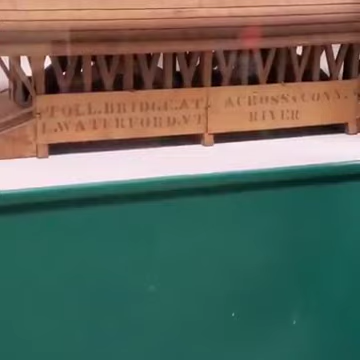 TOLL.BRIDGE.AT
L.WATERFORD.VT
ACROSS.CONN.
RIVER